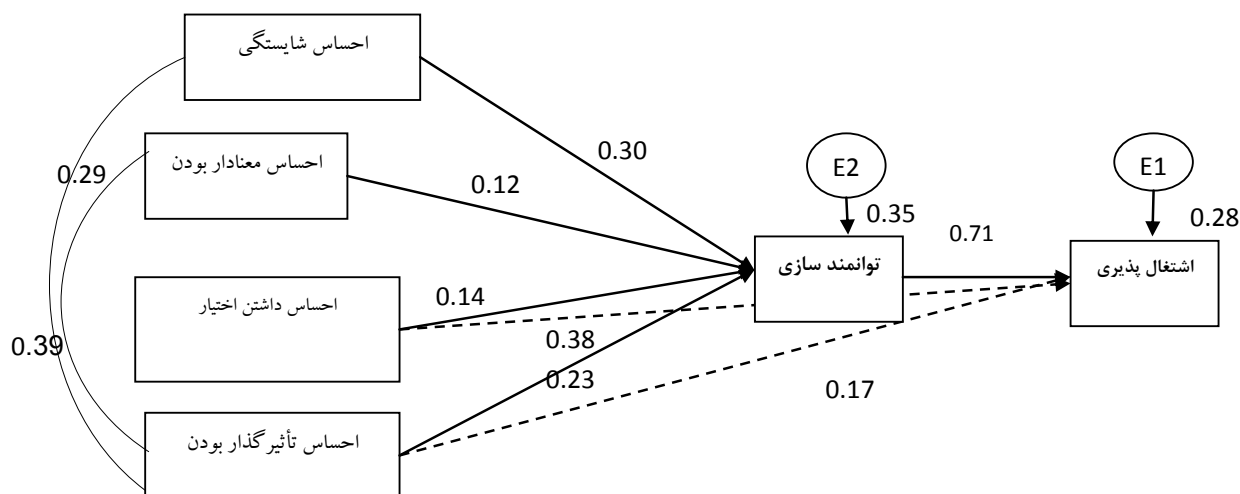 احساس شایستگی
احساس معنادار بودن
0.29
0.30
0.12
E2
E1
0.35
0.28
0.71
توانمند سازی
اشتغال پذیری
احساس داشتن اختیار
0.14
0.39
0.38
0.23
0.17
احساس تأثیرگذار بودن